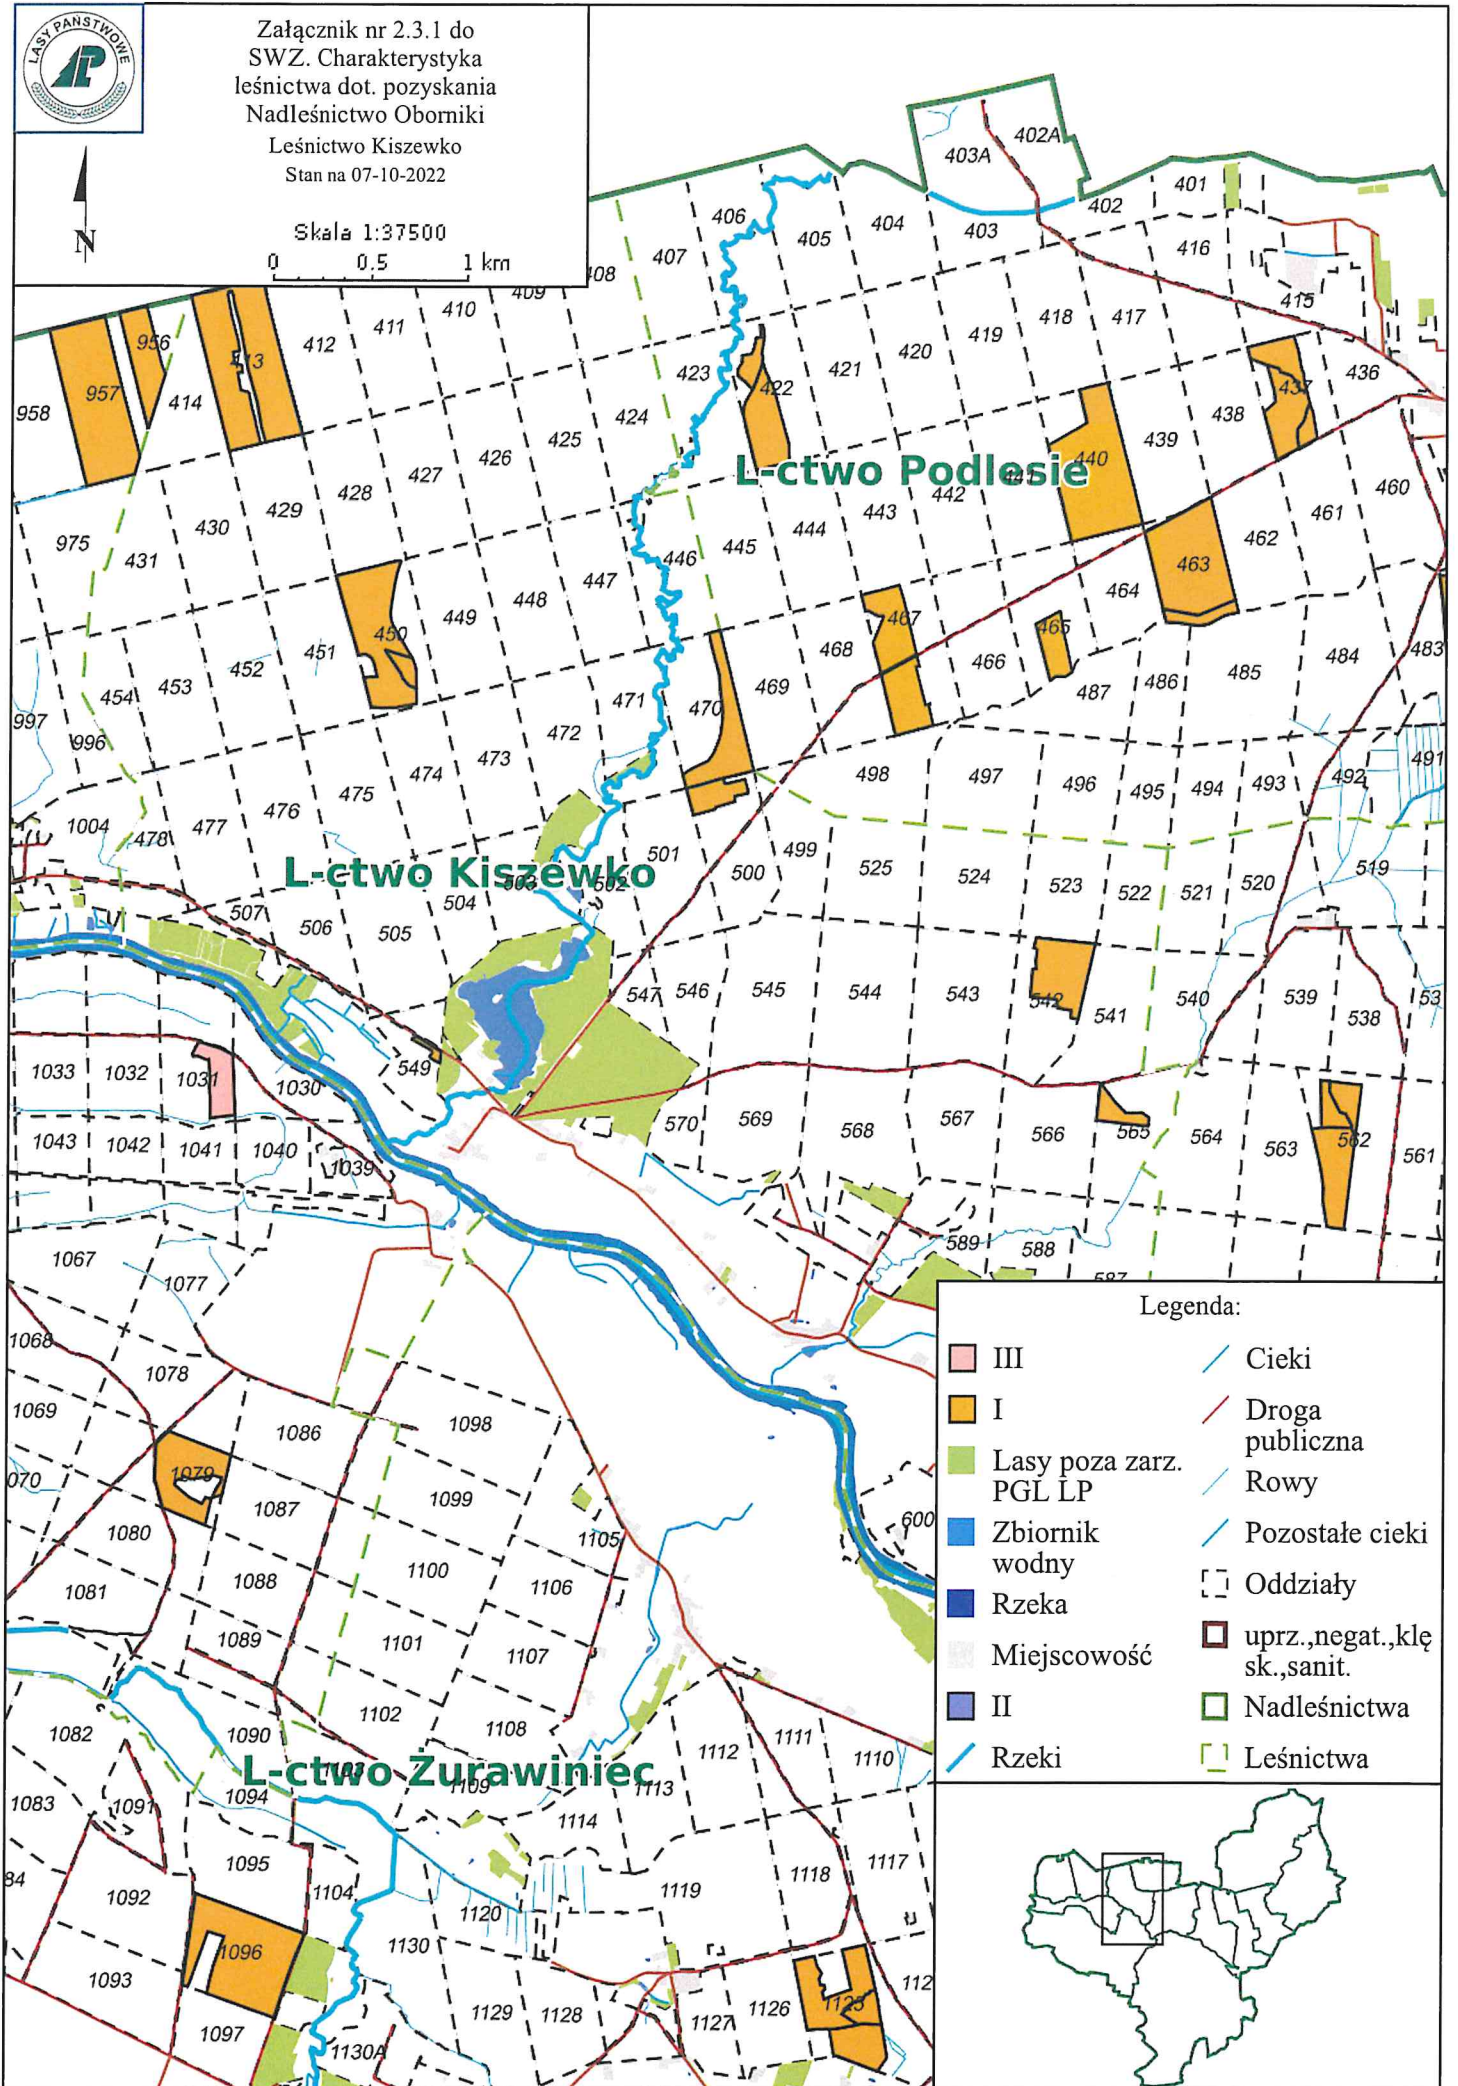 LASY PAŃSTWOWE
LP
Załącznik nr 2.3.1 do
SWZ. Charakterystyka
leśnictwa dot. pozyskania
Nadleśnictwo Oborniki
Leśnictwo Kiszewko
Stan na 07-10-2022
N
Skala 1:37500
0 0.5 1 km
403A 402A
401
402
406 404 403
407 405 416
408
409
410 415
411 418 417
412 419
956 413 420
957 423 421 436
958 414 422 437
424 438
425 439
426 L-ctwo Podlesie 440
427 441
428 442 460
429 443 461
430 444 462
975 445
431 446 463
447 464
448
449 467 465
450 468 483
451 466 484
452 469 485
453 471 486
454 470 487
997 472
996 473 491
474 498 497 496 492
475 495 494 493
476
1004 478 477
501 499
L-ctwo Kiszewko 500 525 519
503 502 524 523 520
504 522 521
507 506 505
547 546 545 544 543 542 541 540 539 53
538
549
1033 1032 1031 1030
570 569 568 567 566 565 564 563 562 561
1043 1042 1041 1040
1039
589 588
587
1067
1077
1068
1078
1069 1086 1098
070 1079
1087 1099
1080 1105 600
1088 1100
1081 1106
1089 1101 1107
1102
1082 1090 1108 1111
1112 1110
L-ctwo Żurawiniec
1103
1109 1113
1083 1091 1094
1114
84 1095 1118 1117
1092 1104 1119
1120
1096 1130
1093 1123 112
1097 1129 1128 1127 1126
1130A
Legenda:
III
I
Lasy poza zarz.
PGL LP
Zbiornik
wodny
Rzeka
Miejscowość
II
Rzeki
Cieki
Droga
publiczna
Rowy
Pozostałe cieki
Oddziały
uprz.,negat.,klę
sk.,sanit.
Nadleśnictwa
Leśnictwa